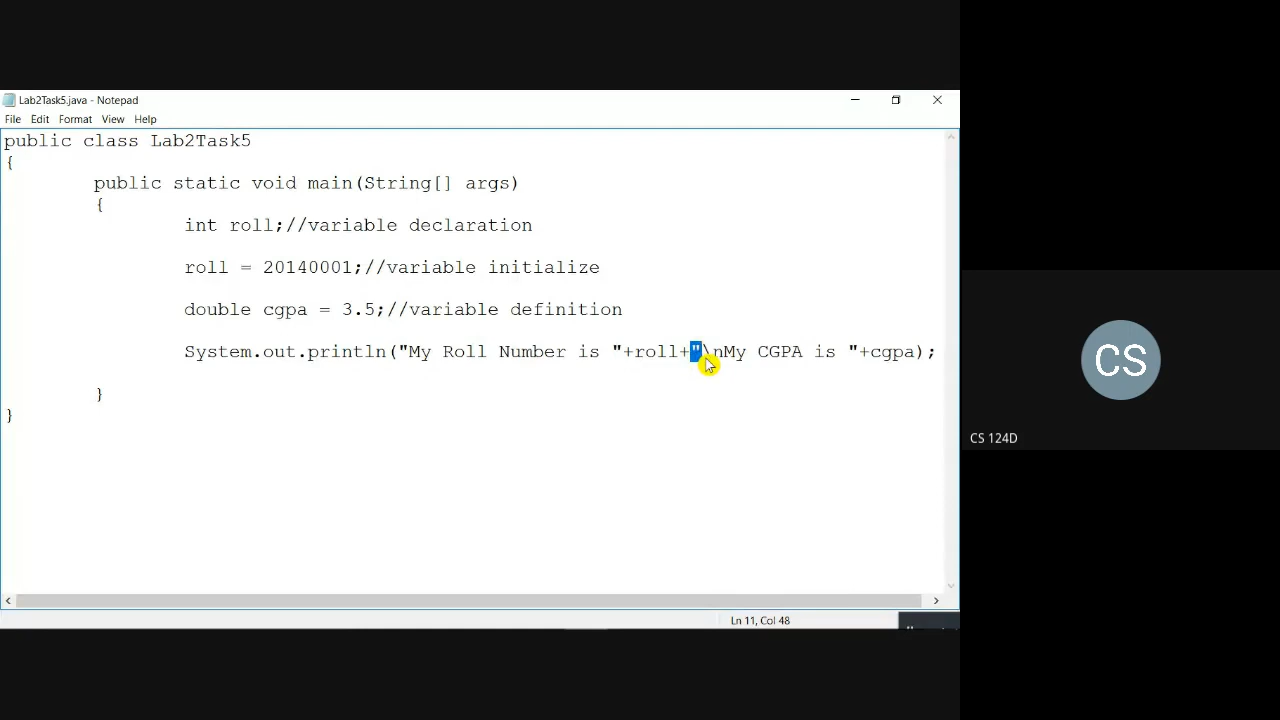 Lab2Task5.java - Notepad
File Edit Format View Help
public class Lab2Task5
{
public static void main(String[] args)
{
int roll;//variable declaration
roll = 20140001;//variable initialize
double cgpa = 3.5;//variable definition
System.out.println("My Roll Number is "+roll+"\nMy CGPA is "+cgpa);
}
}
CS
CS 124D
Ln 11, Col 48